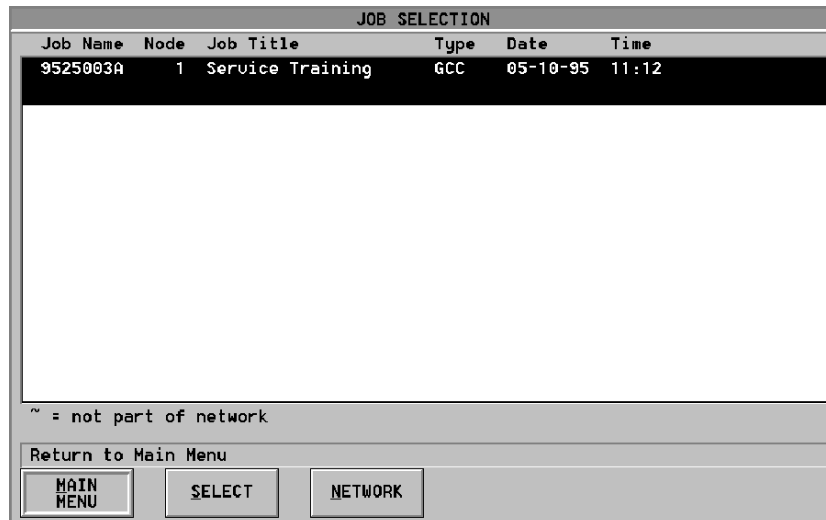 JOB SELECTION
Job Name Node Job Title Type Date Time
9525003A 1 Service Training GCC 05-10-95 11:12
~ = not part of network
Return to Main Menu
MAIN MENU
SELECT
NETWORK